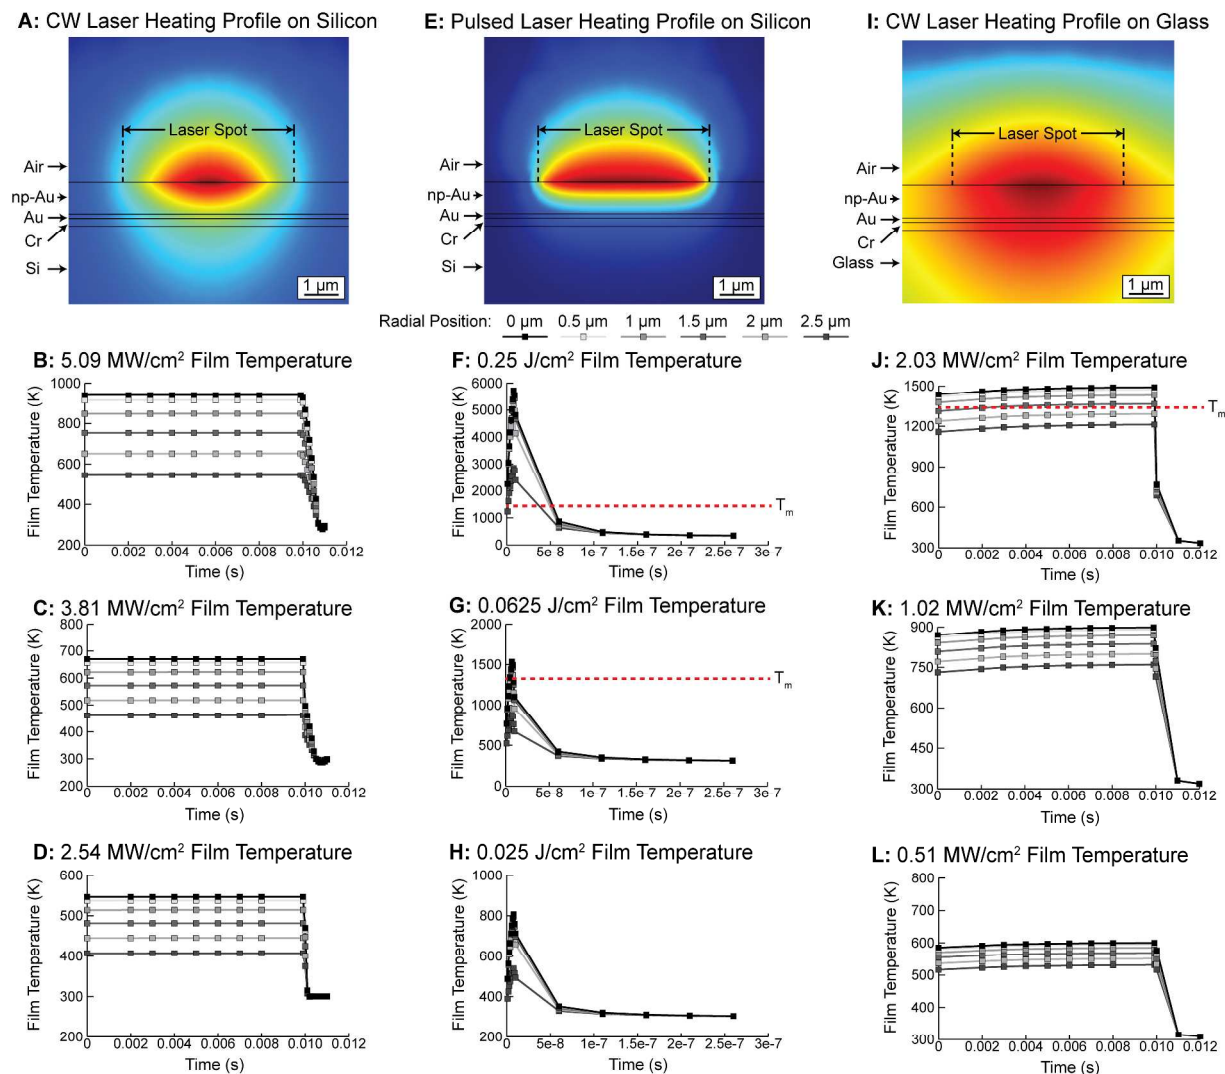 A: CW Laser Heating Profile on Silicon
Laser Spot
Air
np-Au
Au
Cr
Si
1 µm
E: Pulsed Laser Heating Profile on Silicon
Laser Spot
Air
np-Au
Au
Cr
Si
1 µm
I: CW Laser Heating Profile on Glass
Laser Spot
Air
np-Au
Au
Cr
Glass
1 µm
Radial Position: 0 µm 0.5 µm 1 µm 1.5 µm 2 µm 2.5 µm
B: 5.09 MW/cm² Film Temperature
Film Temperature (K)
1000
800
600
400
200
0 0.002 0.004 0.006 0.008 0.010 0.012
Time (s)
F: 0.25 J/cm² Film Temperature
Film Temperature (K)
6000
5000
4000
3000
2000
1000
0
Tm
0 5e-8 1e-7 1.5e-7 2e-7 2.5e-7 3e-7
Time (s)
J: 2.03 MW/cm² Film Temperature
Film Temperature (K)
1500
1200
900
600
300
Tm
0 0.002 0.004 0.006 0.008 0.010 0.012
Time (s)
C: 3.81 MW/cm² Film Temperature
Film Temperature (K)
800
700
600
500
400
300
200
0 0.002 0.004 0.006 0.008 0.010 0.012
Time (s)
G: 0.0625 J/cm² Film Temperature
Film Temperature (K)
2000
1500
1000
500
0
Tm
0 5e-8 1e-7 1.5e-7 2e-7 2.5e-7 3e-7
Time (s)
K: 1.02 MW/cm² Film Temperature
Film Temperature (K)
900
750
600
450
300
0 0.002 0.004 0.006 0.008 0.010 0.012
Time (s)
D: 2.54 MW/cm² Film Temperature
Film Temperature (K)
600
500
400
300
200
0 0.002 0.004 0.006 0.008 0.010 0.012
Time (s)
H: 0.025 J/cm² Film Temperature
Film Temperature (K)
1000
800
600
400
200
0 5e-8 1e-7 1.5e-7 2e-7 2.5e-7 3e-7
Time (s)
L: 0.51 MW/cm² Film Temperature
Film Temperature (K)
800
700
600
500
400
300
0 0.002 0.004 0.006 0.008 0.010 0.012
Time (s)